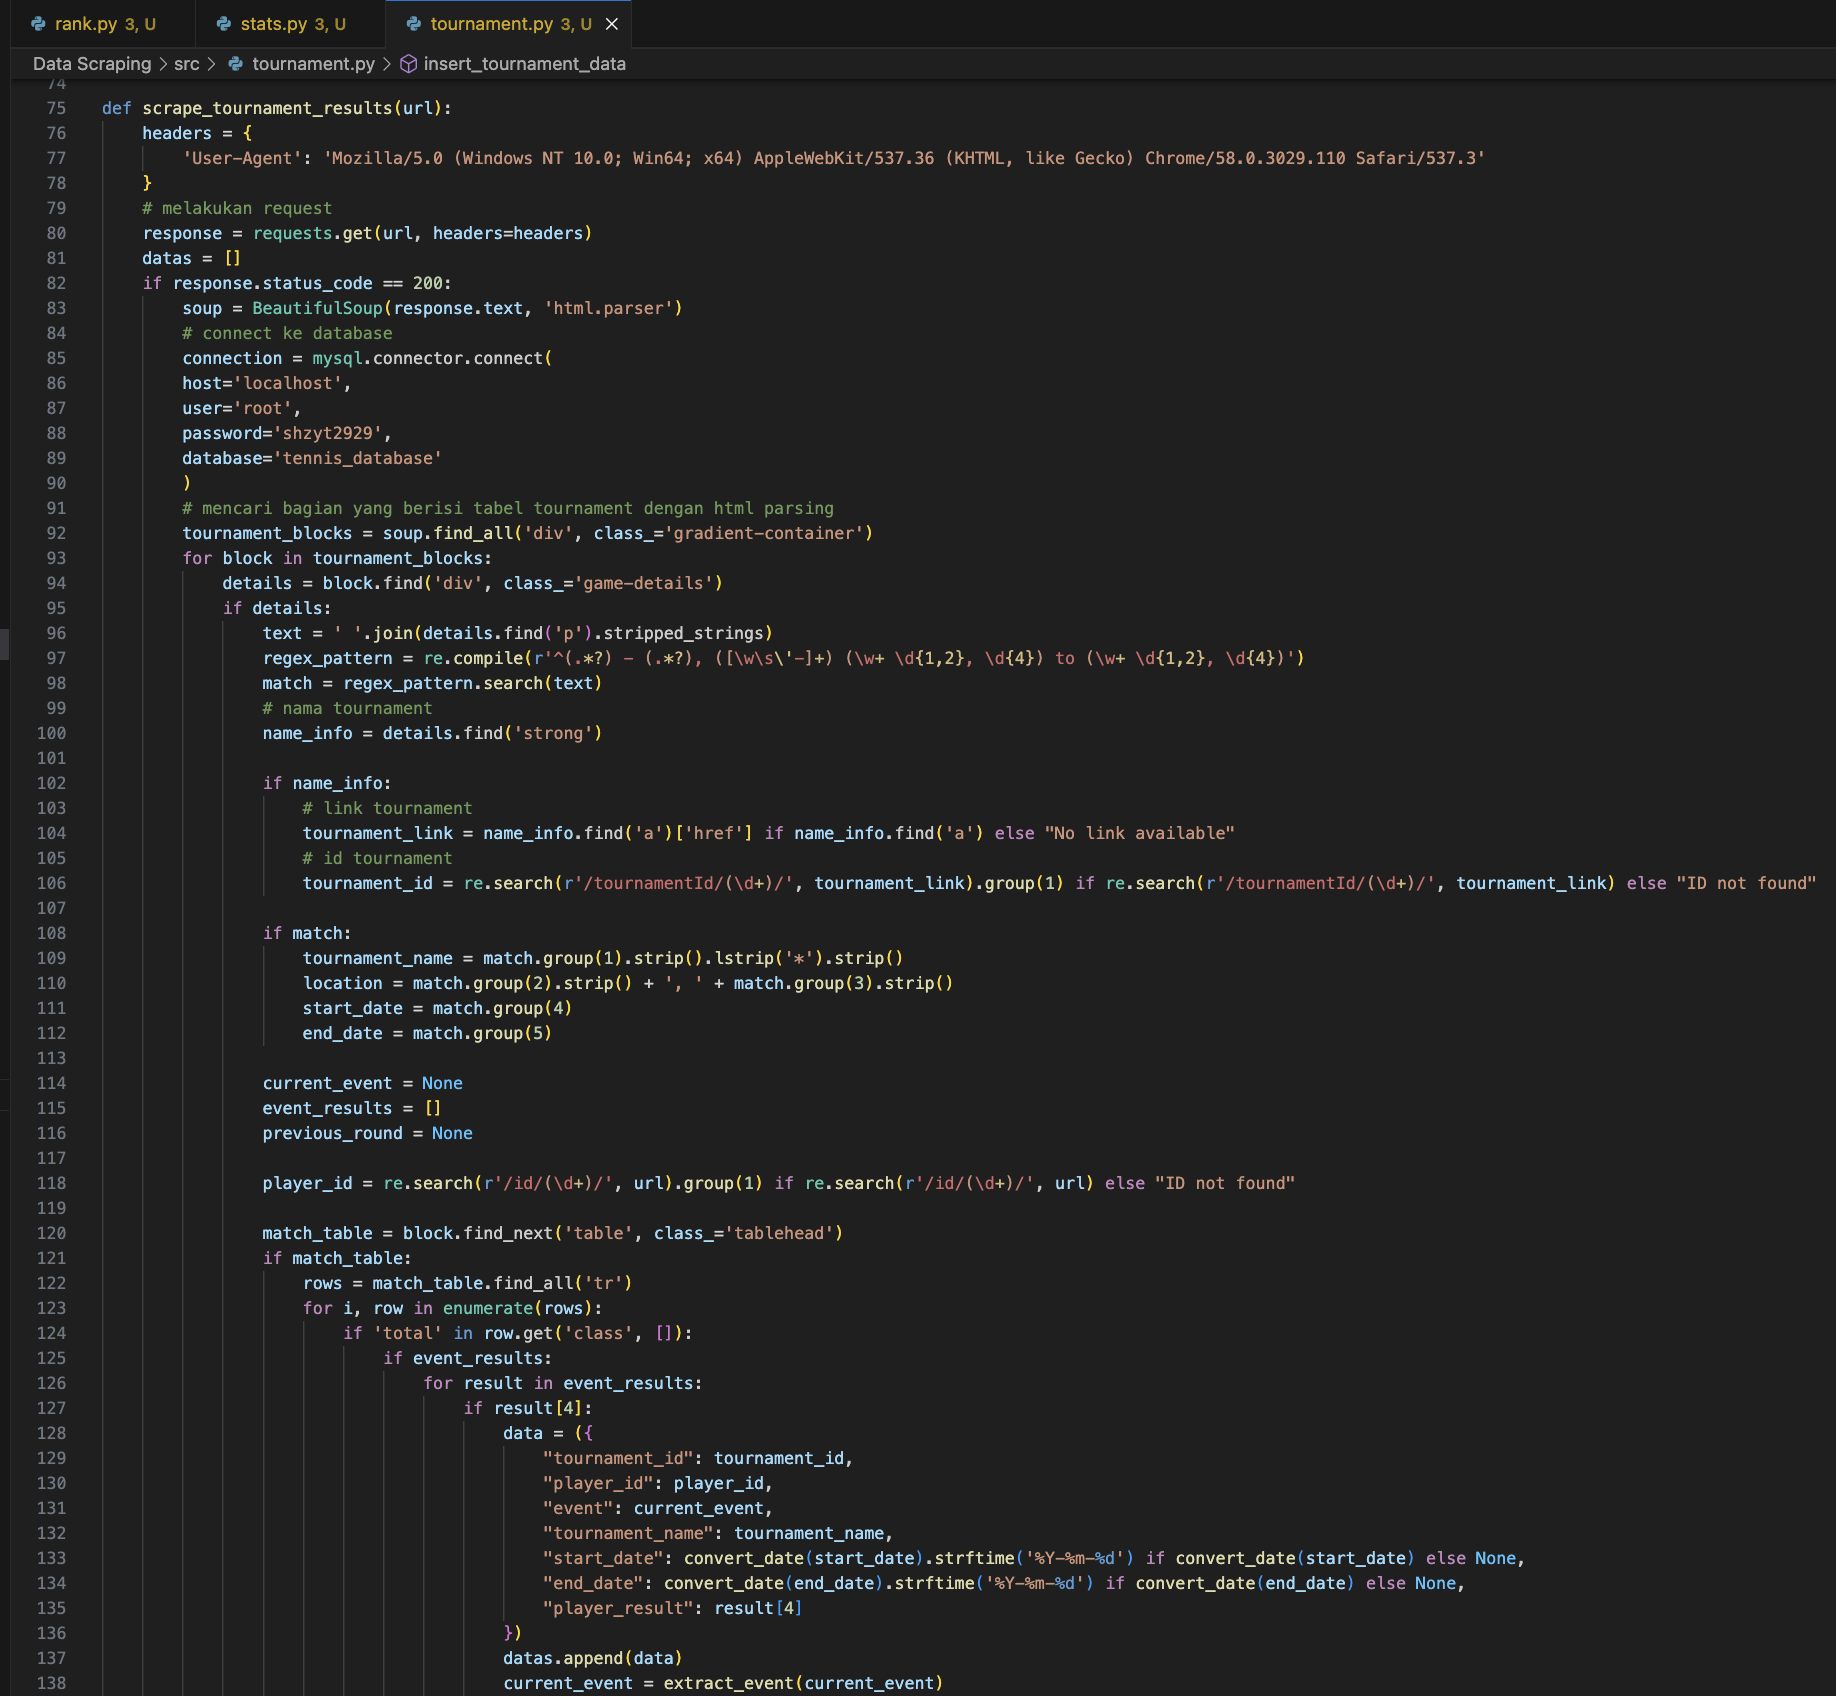 rank.py 3, U stats.py 3, U tournament.py 3, U
Data Scraping > src > tournament.py > insert_tournament_data
74
75 def scrape_tournament_results(url):
76     headers = {
77         'User-Agent': 'Mozilla/5.0 (Windows NT 10.0; Win64; x64) AppleWebKit/537.36 (KHTML, like Gecko) Chrome/58.0.3029.110 Safari/537.3'
78     }
79     # melakukan request
80     response = requests.get(url, headers=headers)
81     datas = []
82     if response.status_code == 200:
83         soup = BeautifulSoup(response.text, 'html.parser')
84         # connect ke database
85         connection = mysql.connector.connect(
86         host='localhost',
87         user='root',
88         password='shzyt2929',
89         database='tennis_database'
90         )
91         # mencari bagian yang berisi tabel tournament dengan html parsing
92         tournament_blocks = soup.find_all('div', class_='gradient-container')
93         for block in tournament_blocks:
94             details = block.find('div', class_='game-details')
95             if details:
96                 text = ' '.join(details.find('p').stripped_strings)
97                 regex_pattern = re.compile(r'^(.*?) – (.*?), ([\w\s\'-]+) (\w+ \d{1,2}, \d{4}) to (\w+ \d{1,2}, \d{4})')
98                 match = regex_pattern.search(text)
99                 # nama tournament
100                 name_info = details.find('strong')
101
102                 if name_info:
103                     # link tournament
104                     tournament_link = name_info.find('a')['href'] if name_info.find('a') else "No link available"
105                     # id tournament
106                     tournament_id = re.search(r'/tournamentId/(\d+)/', tournament_link).group(1) if re.search(r'/tournamentId/(\d+)/', tournament_link) else "ID not found"
107
108                 if match:
109                     tournament_name = match.group(1).strip().lstrip('*').strip()
110                     location = match.group(2).strip() + ', ' + match.group(3).strip()
111                     start_date = match.group(4)
112                     end_date = match.group(5)
113
114                 current_event = None
115                 event_results = []
116                 previous_round = None
117
118                 player_id = re.search(r'/id/(\d+)/', url).group(1) if re.search(r'/id/(\d+)/', url) else "ID not found"
119
120                 match_table = block.find_next('table', class_='tablehead')
121                 if match_table:
122                     rows = match_table.find_all('tr')
123                     for i, row in enumerate(rows):
124                         if 'total' in row.get('class', []):
125                             if event_results:
126                                 for result in event_results:
127                                     if result[4]:
128                                         data = ({
129                                             "tournament_id": tournament_id,
130                                             "player_id": player_id,
131                                             "event": current_event,
132                                             "tournament_name": tournament_name,
133                                             "start_date": convert_date(start_date).strftime('%Y-%m-%d') if convert_date(start_date) else None,
134                                             "end_date": convert_date(end_date).strftime('%Y-%m-%d') if convert_date(end_date) else None,
135                                             "player_result": result[4]
136                                         })
137                                         datas.append(data)
138                                         current_event = extract_event(current_event)